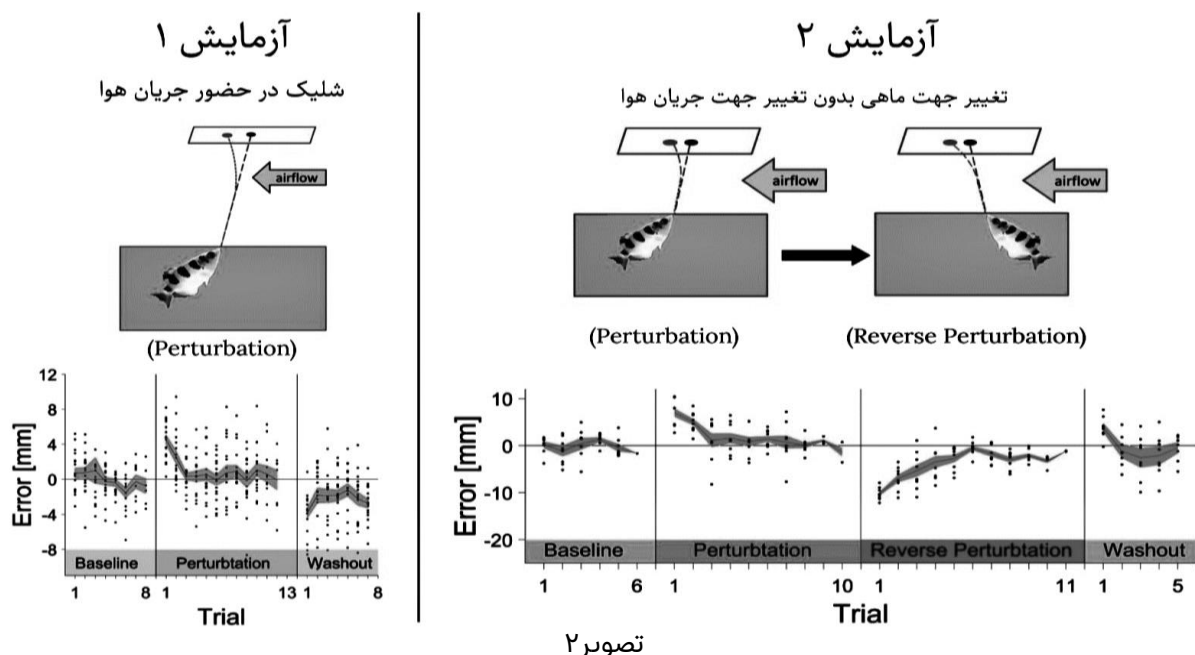 آزمایش ۱
شلیک در حضور جریان هوا
airflow
(Perturbation)
Error [mm]
12
8
4
0
-4
-8
Baseline
Perturbtation
Washout
1 8 1 13 1 8
Trial
آزمایش ۲
تغییر جهت ماهی بدون تغییر جهت جریان هوا
airflow
airflow
(Perturbation)
(Reverse Perturbation)
Error [mm]
10
0
-10
-20
Baseline
Perturbtation
Reverse Perturbtation
Washout
1 6 1 10 1 11 1 5
Trial
تصویر۲